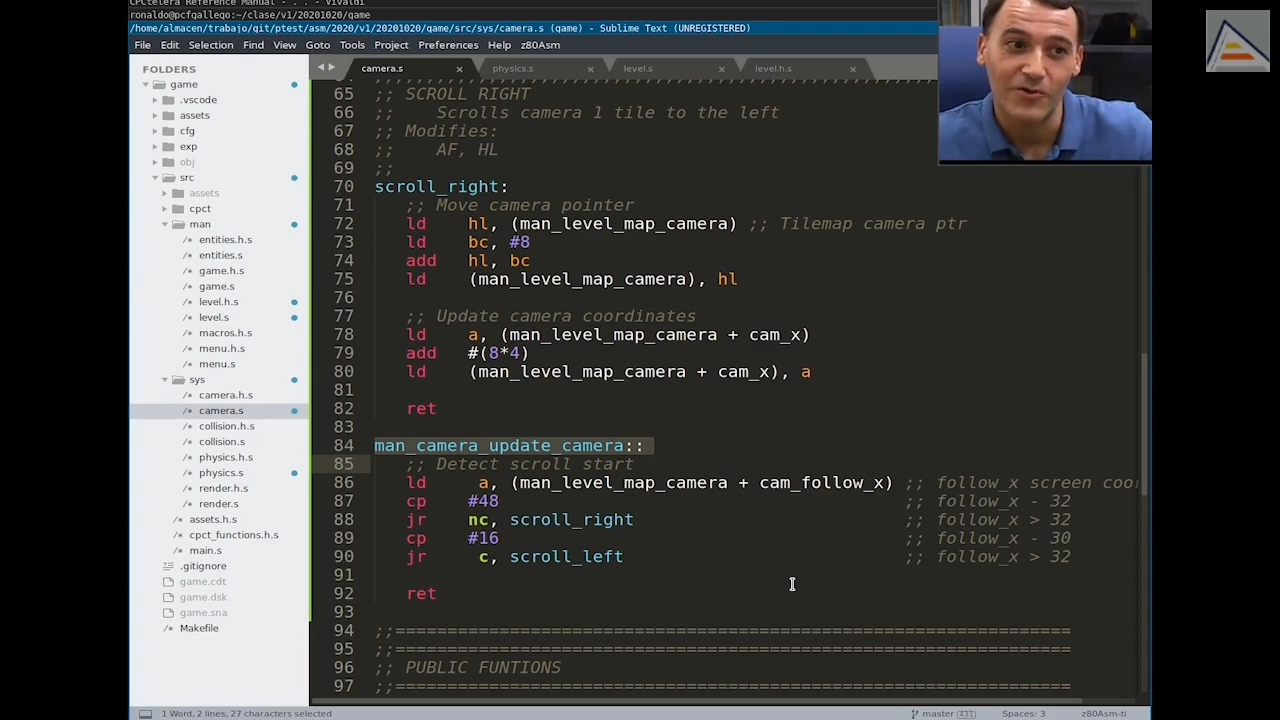 CPCtelera Reference Manual - . . - Vivaldi
ronaldo@pcfgallego:~/clase/v1/20201020/game
/home/almacen/trabajo/git/ptest/asm/2020/v1/20201020/game/src/sys/camera.s (game) - Sublime Text (UNREGISTERED)
File Edit Selection Find View Goto Tools Project Preferences Help z80Asm
FOLDERS
game
.vscode
assets
cfg
exp
obj
src
assets
cpct
man
entities.h.s
entities.s
game.h.s
game.s
level.h.s
level.s
macros.h.s
menu.h.s
menu.s
sys
camera.h.s
camera.s
collision.h.s
collision.s
physics.h.s
physics.s
render.h.s
render.s
assets.h.s
cpct_functions.h.s
main.s
.gitignore
game.cdt
game.dsk
game.sna
Makefile
camera.s × physics.s × level.s × level.h.s ×
65 ;; SCROLL RIGHT
66 ;; Scrolls camera 1 tile to the left
67 ;; Modifies:
68 ;; AF, HL
69 ;;
70 scroll_right:
71 ;; Move camera pointer
72 ld hl, (man_level_map_camera) ;; Tilemap camera ptr
73 ld bc, #8
74 add hl, bc
75 ld (man_level_map_camera), hl
76
77 ;; Update camera coordinates
78 ld a, (man_level_map_camera + cam_x)
79 add #(8*4)
80 ld (man_level_map_camera + cam_x), a
81
82 ret
83
84 man_camera_update_camera::
85 ;; Detect scroll start
86 ld a, (man_level_map_camera + cam_follow_x) ;; follow_x screen coor
87 cp #48 ;; follow_x - 32
88 jr nc, scroll_right ;; follow_x > 32
89 cp #16 ;; follow_x - 30
90 jr c, scroll_left ;; follow_x > 32
91
92 ret
93
94 ;;=================================================================
95 ;;=================================================================
96 ;; PUBLIC FUNTIONS
97 ;;=================================================================
1 Word, 2 lines, 27 characters selected
master 431
Spaces: 3
z80Asm-ti